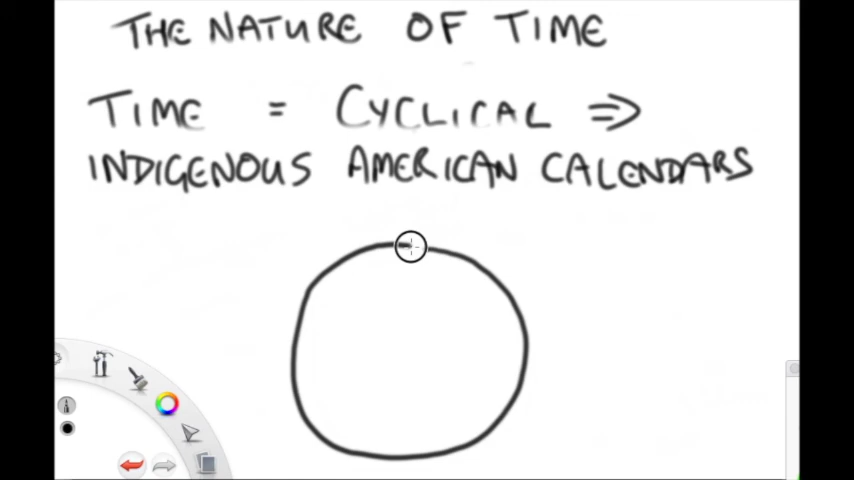 THE NATURE OF TIME
TIME = CYCLICAL ⇒
INDIGENOUS AMERICAN CALENDARS